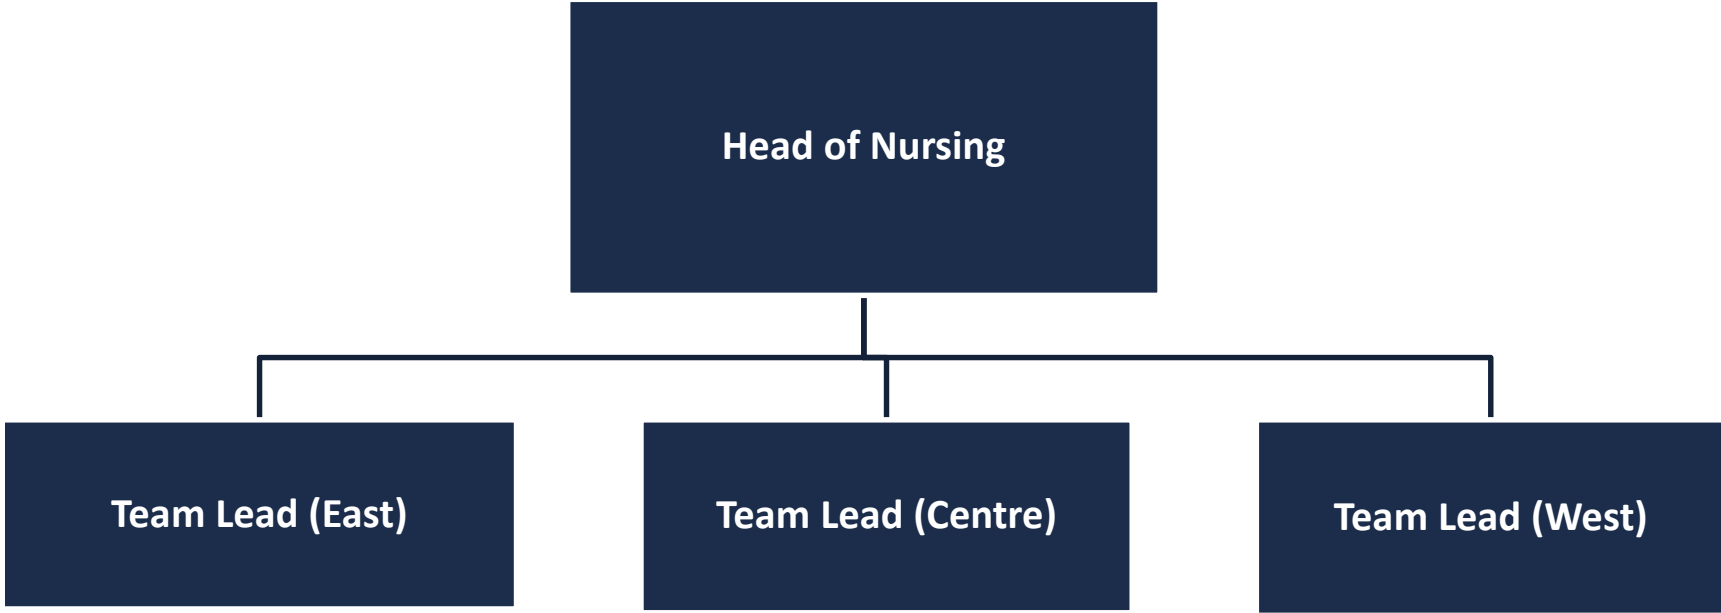 Head of Nursing
Team Lead (East)
Team Lead (Centre)
Team Lead (West)